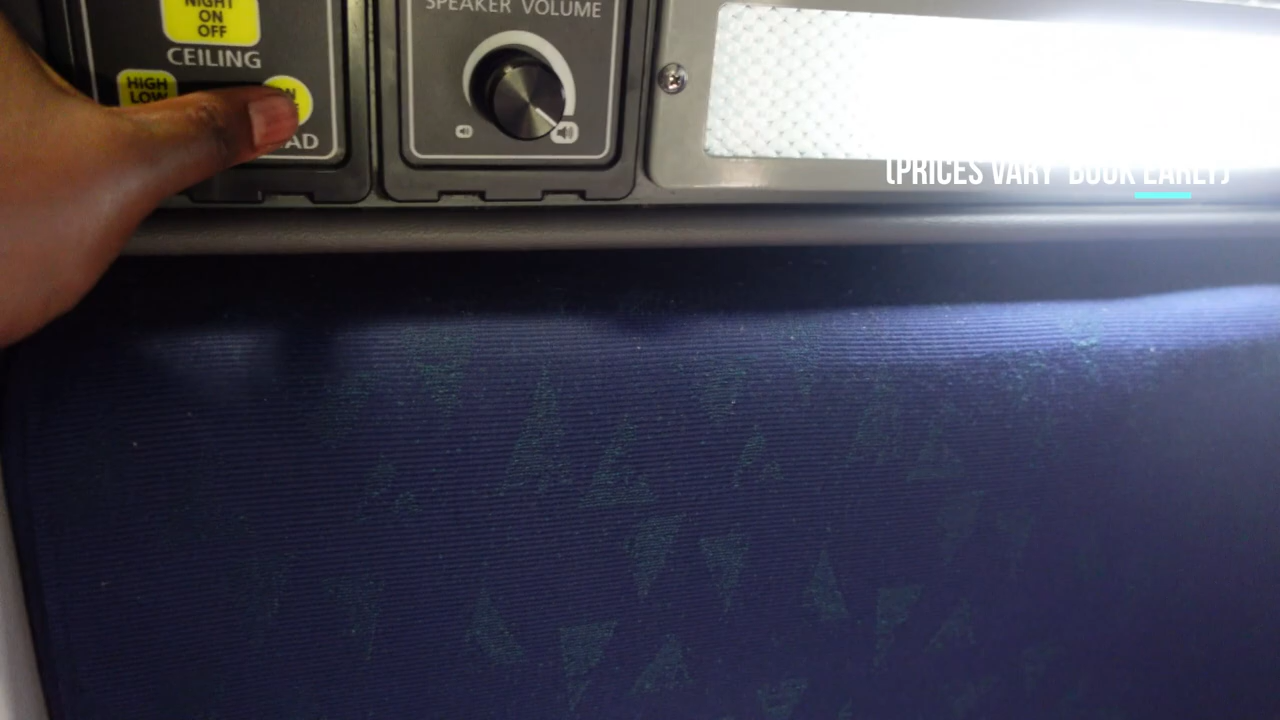 NIGHT
ON
OFF
CEILING
HIGH
LOW
SPEAKER VOLUME
(PRICES VARY BOOK EARLY)